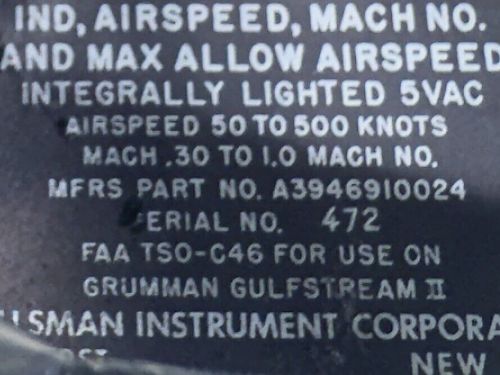 IND, AIRSPEED, MACH NO.
AND MAX ALLOW AIRSPEED
INTEGRALLY LIGHTED 5VAC
AIRSPEED 50 TO 500 KNOTS
MACH .30 TO 1.0 MACH NO.
MFRS PART NO. A3946910024
ERIAL NO. 472
FAA TSO-C46 FOR USE ON
GRUMMAN GULFSTREAM II
LLSMAN INSTRUMENT CORPORA
NEW